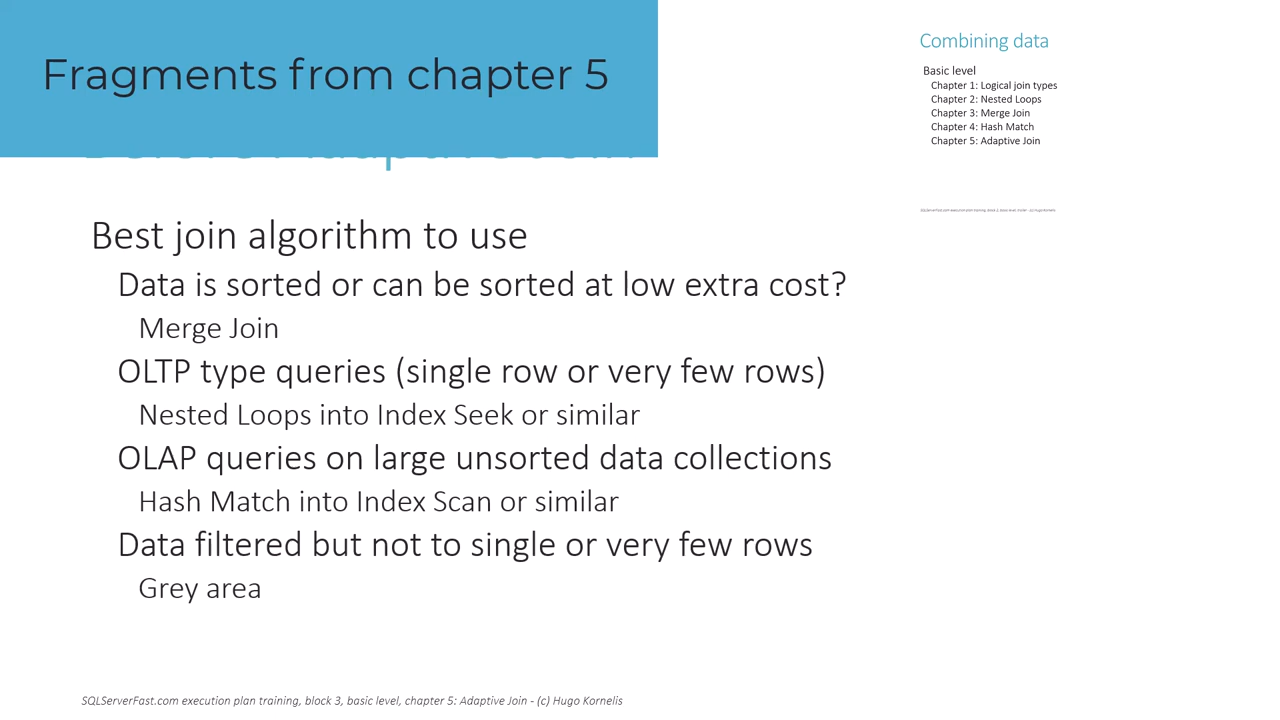 Fragments from chapter 5
Best join algorithm to use
Data is sorted or can be sorted at low extra cost?
Merge Join
OLTP type queries (single row or very few rows)
Nested Loops into Index Seek or similar
OLAP queries on large unsorted data collections
Hash Match into Index Scan or similar
Data filtered but not to single or very few rows
Grey area
SQLServerFast.com execution plan training, block 3, basic level, chapter 5: Adaptive Join - (c) Hugo Kornelis
Combining data
Basic level
Chapter 1: Logical join types
Chapter 2: Nested Loops
Chapter 3: Merge Join
Chapter 4: Hash Match
Chapter 5: Adaptive Join